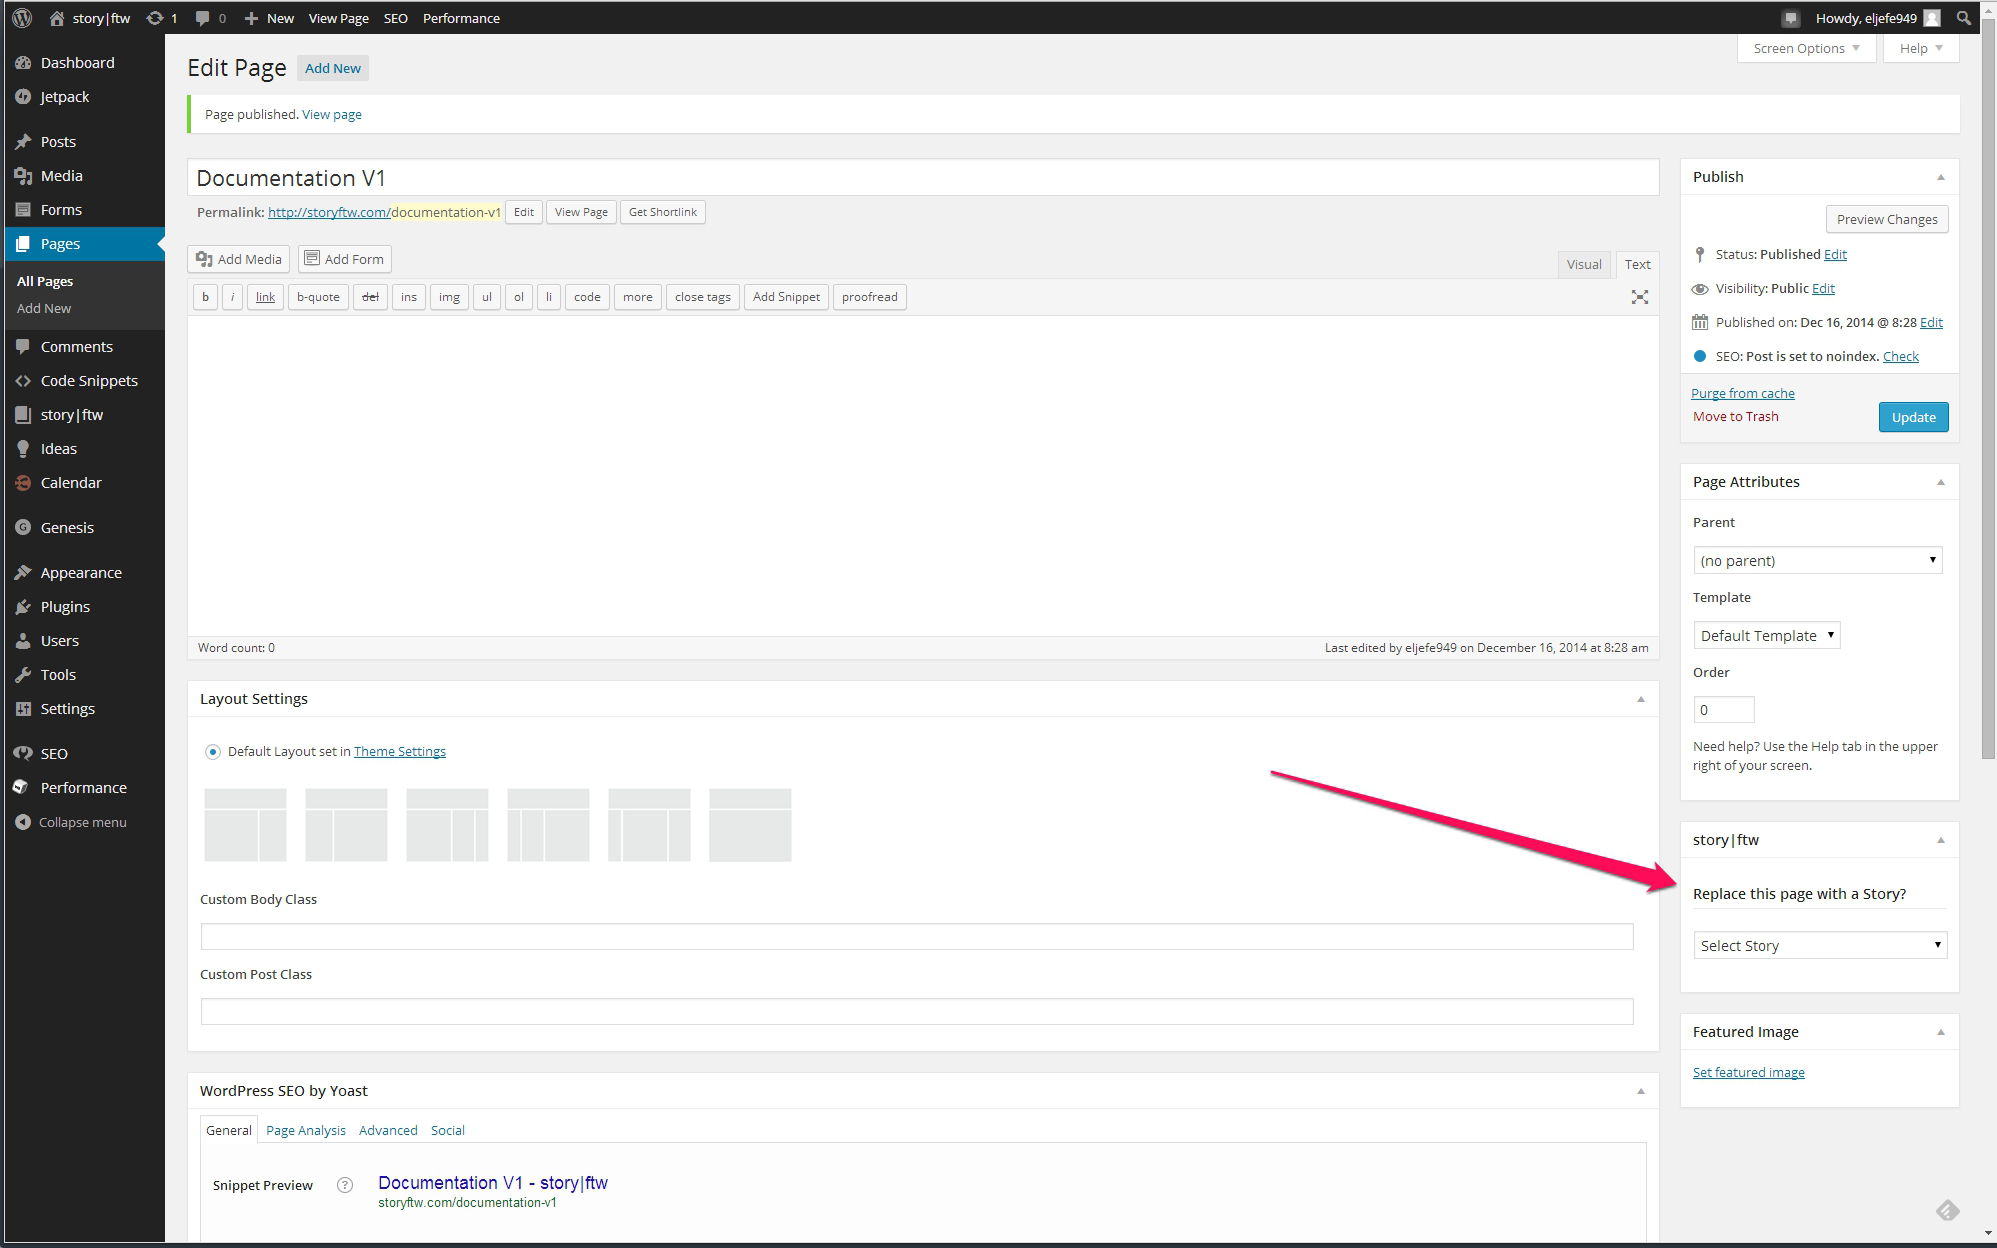 story|ftw 1 0 New View Page SEO Performance Howdy, eljefe949
Screen Options Help
Dashboard
Jetpack
Posts
Media
Forms
Pages
All Pages
Add New
Comments
Code Snippets
story|ftw
Ideas
Calendar
Genesis
Appearance
Plugins
Users
Tools
Settings
SEO
Performance
Collapse menu
Edit Page Add New
Page published. View page
Documentation V1
Permalink: http://storyftw.com/documentation-v1 Edit View Page Get Shortlink
Add Media Add Form Visual Text
b i link b-quote del ins img ul ol li code more close tags Add Snippet proofread
Word count: 0 Last edited by eljefe949 on December 16, 2014 at 8:28 am
Layout Settings
Default Layout set in Theme Settings
Custom Body Class
Custom Post Class
WordPress SEO by Yoast
General Page Analysis Advanced Social
Snippet Preview ? Documentation V1 - story|ftw
storyftw.com/documentation-v1
Publish
Preview Changes
Status: Published Edit
Visibility: Public Edit
Published on: Dec 16, 2014 @ 8:28 Edit
SEO: Post is set to noindex. Check
Purge from cache
Move to Trash Update
Page Attributes
Parent
(no parent)
Template
Default Template
Order
0
Need help? Use the Help tab in the upper
right of your screen.
story|ftw
Replace this page with a Story?
Select Story
Featured Image
Set featured image